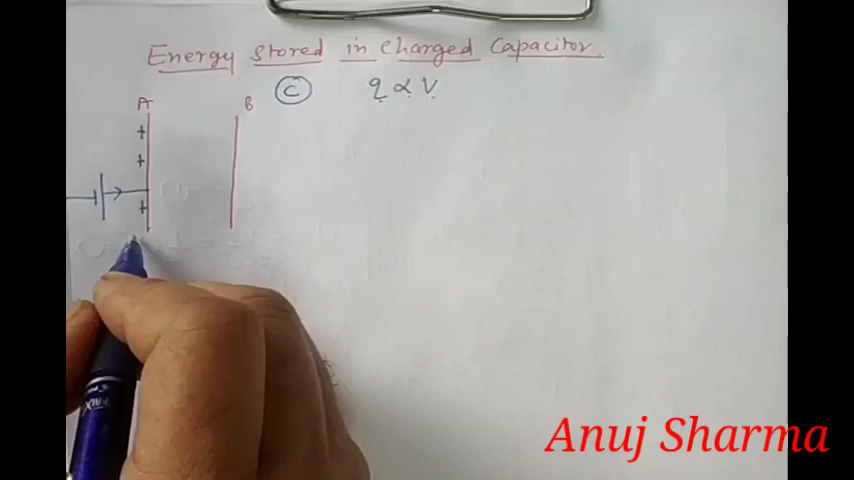 Energy stored in charged Capacitor.
C q ∝ V
A B
+
+
+
Anuj Sharma